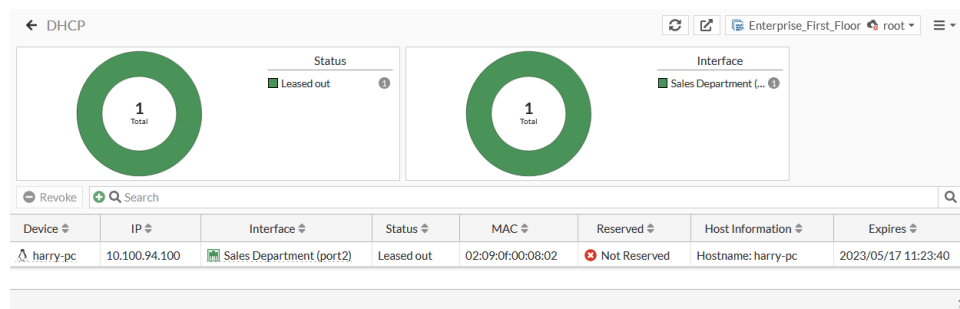 DHCP
Enterprise_First_Floor root
Status
Leased out 1
1
Total
Interface
Sales Department (... 1
1
Total
Revoke Search
Device IP Interface Status MAC Reserved Host Information Expires
harry-pc 10.100.94.100 Sales Department (port2) Leased out 02:09:0f:00:08:02 Not Reserved Hostname: harry-pc 2023/05/17 11:23:40